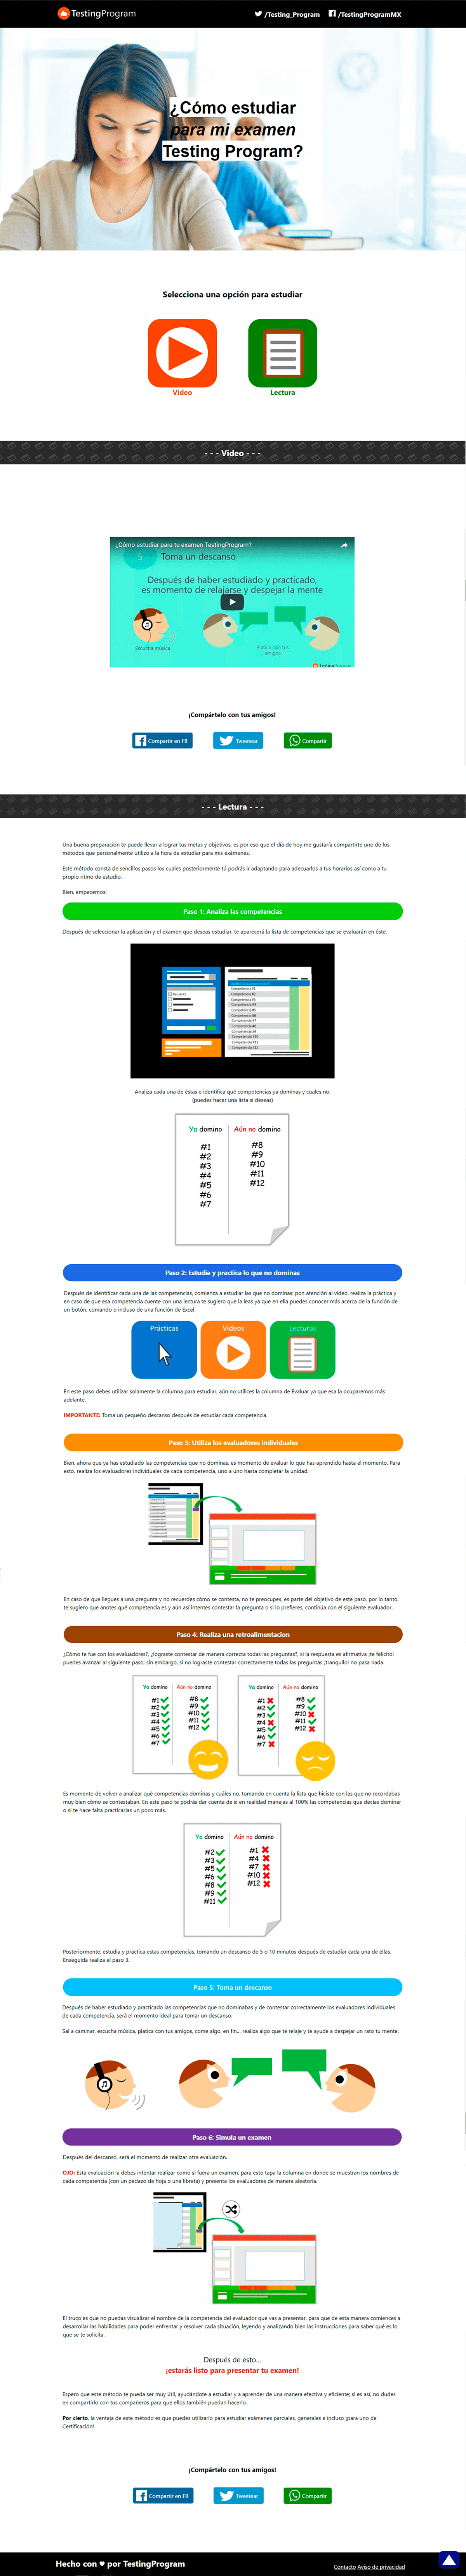 TestingProgram
/Testing_Program
/TestingProgramMX
¿Cómo estudiar
para mi examen
Testing Program?
Selecciona una opción para estudiar
Video
Lectura
- - - Video - - -
¿Cómo estudiar para tu examen TestingProgram?
5
Toma un descanso
Después de haber estudiado y practicado,
es momento de relajarse y despejar la mente
Escucha música
Platica con tus
amigos
TestingProgram
¡Compártelo con tus amigos!
Compartir en FB
Tweetear
Compartir
- - - Lectura - - -
Una buena preparación te puede llevar a lograr tus metas y objetivos, es por eso que el día de hoy me gustaría compartirte uno de los
métodos que personalmente utilizo a la hora de estudiar para mis exámenes.
Este método consta de sencillos pasos los cuales posteriormente tú podrás ir adaptando para adecuarlos a tus horarios así como a tu
propio ritmo de estudio.
Bien, empecemos:
Paso 1: Analiza las competencias
Después de seleccionar la aplicación y el examen que deseas estudiar, te aparecerá la lista de competencias que se evaluarán en éste.
Competencia #1
Competencia #2
Competencia #3
Competencia #4
Competencia #5
Competencia #6
Competencia #7
Competencia #8
Competencia #9
Competencia #10
Competencia #11
Competencia #12
Analiza cada una de éstas e identifica qué competencias ya dominas y cuales no.
(puedes hacer una lista si deseas)
Ya domino
Aún no domino
#1
#2
#3
#4
#5
#6
#7
#8
#9
#10
#11
#12
Paso 2: Estudia y practica lo que no dominas
Después de identificar cada una de las competencias, comienza a estudiar las que no dominas: pon atención al vídeo, realiza la práctica y
en caso de que esa competencia cuente con una lectura te sugiero que la leas ya que en ella puedes conocer más acerca de la función de
un botón, comando o incluso de una función de Excel.
Prácticas
Videos
Lecturas
En este paso debes utilizar solamente la columna para estudiar, aún no utilices la columna de Evaluar ya que esa la ocuparemos más
adelante.
IMPORTANTE: Toma un pequeño descanso después de estudiar cada competencia.
Paso 3: Utiliza los evaluadores individuales
Bien, ahora que ya has estudiado las competencias que no dominas, es momento de evaluar lo que has aprendido hasta el momento. Para
esto, realiza los evaluadores individuales de cada competencia, uno a uno hasta completar la unidad.
En caso de que llegues a una pregunta y no recuerdes cómo se contesta, no te preocupes, es parte del objetivo de este paso, por lo tanto,
te sugiero que anotes qué competencia es y aún así intentes contestar la pregunta o si lo prefieres, continúa con el siguiente evaluador.
Paso 4: Realiza una retroalimentacion
¿Cómo te fue con los evaluadores?, ¿lograste contestar de manera correcta todas las preguntas?, si la respuesta es afirmativa ¡te felicito!
puedes avanzar al siguiente paso; sin embargo, si no lograste contestar correctamente todas las preguntas ¡tranquilo! no pasa nada.
Ya domino
Aún no domino
#1
#2
#3
#4
#5
#6
#7
#8
#9
#10
#11
#12
Ya domino
Aún no domino
#1
#2
#3
#4
#5
#6
#7
#8
#9
#10
#11
#12
Es momento de volver a analizar qué competencias dominas y cuáles no, tomando en cuenta la lista que hiciste con las que no recordabas
muy bien cómo se contestaban. En este paso te podrás dar cuenta de si en realidad manejas al 100% las competencias que decías dominar
o si te hace falta practicarlas un poco más.
Ya domino
Aún no domino
#2
#3
#5
#6
#8
#9
#11
#1
#4
#7
#10
#12
Posteriormente, estudia y practica estas competencias, tomando un descanso de 5 o 10 minutos después de estudiar cada una de ellas.
Enseguida realiza el paso 3.
Paso 5: Toma un descanso
Después de haber estudiado y practicado las competencias que no dominabas y de contestar correctamente los evaluadores individuales
de cada competencia, será el momento ideal para tomar un descanso.
Sal a caminar, escucha música, platica con tus amigos, come algo, en fin... realiza algo que te relaje y te ayude a despejar un rato tu mente.
Paso 6: Simula un examen
Después del descanso, será el momento de realizar otra evaluación.
OJO: Esta evaluación la debes intentar realizar como si fuera un examen, para esto tapa la columna en donde se muestran los nombres de
cada competencia (con un pedazo de hoja o una libreta) y presenta los evaluadores de manera aleatoria.
El truco es que no puedas visualizar el nombre de la competencia del evaluador que vas a presentar, para que de esta manera comiences a
desarrollar las habilidades para poder enfrentar y resolver cada situación, leyendo y analizando bien las instrucciones para saber qué es lo
que se te solicita.
Después de esto...
¡estarás listo para presentar tu examen!
Espero que este método te pueda ser muy útil, ayudándote a estudiar y a aprender de una manera efectiva y eficiente; si es así, no dudes
en compartirlo con tus compañeros para que ellos también puedan hacerlo.
Por cierto, la ventaja de este método es que puedes utilizarlo para estudiar exámenes parciales, generales e incluso ¡para uno de
Certificación!
¡Compártelo con tus amigos!
Compartir en FB
Tweetear
Compartir
Hecho con ♥ por TestingProgram
Contacto Aviso de privacidad